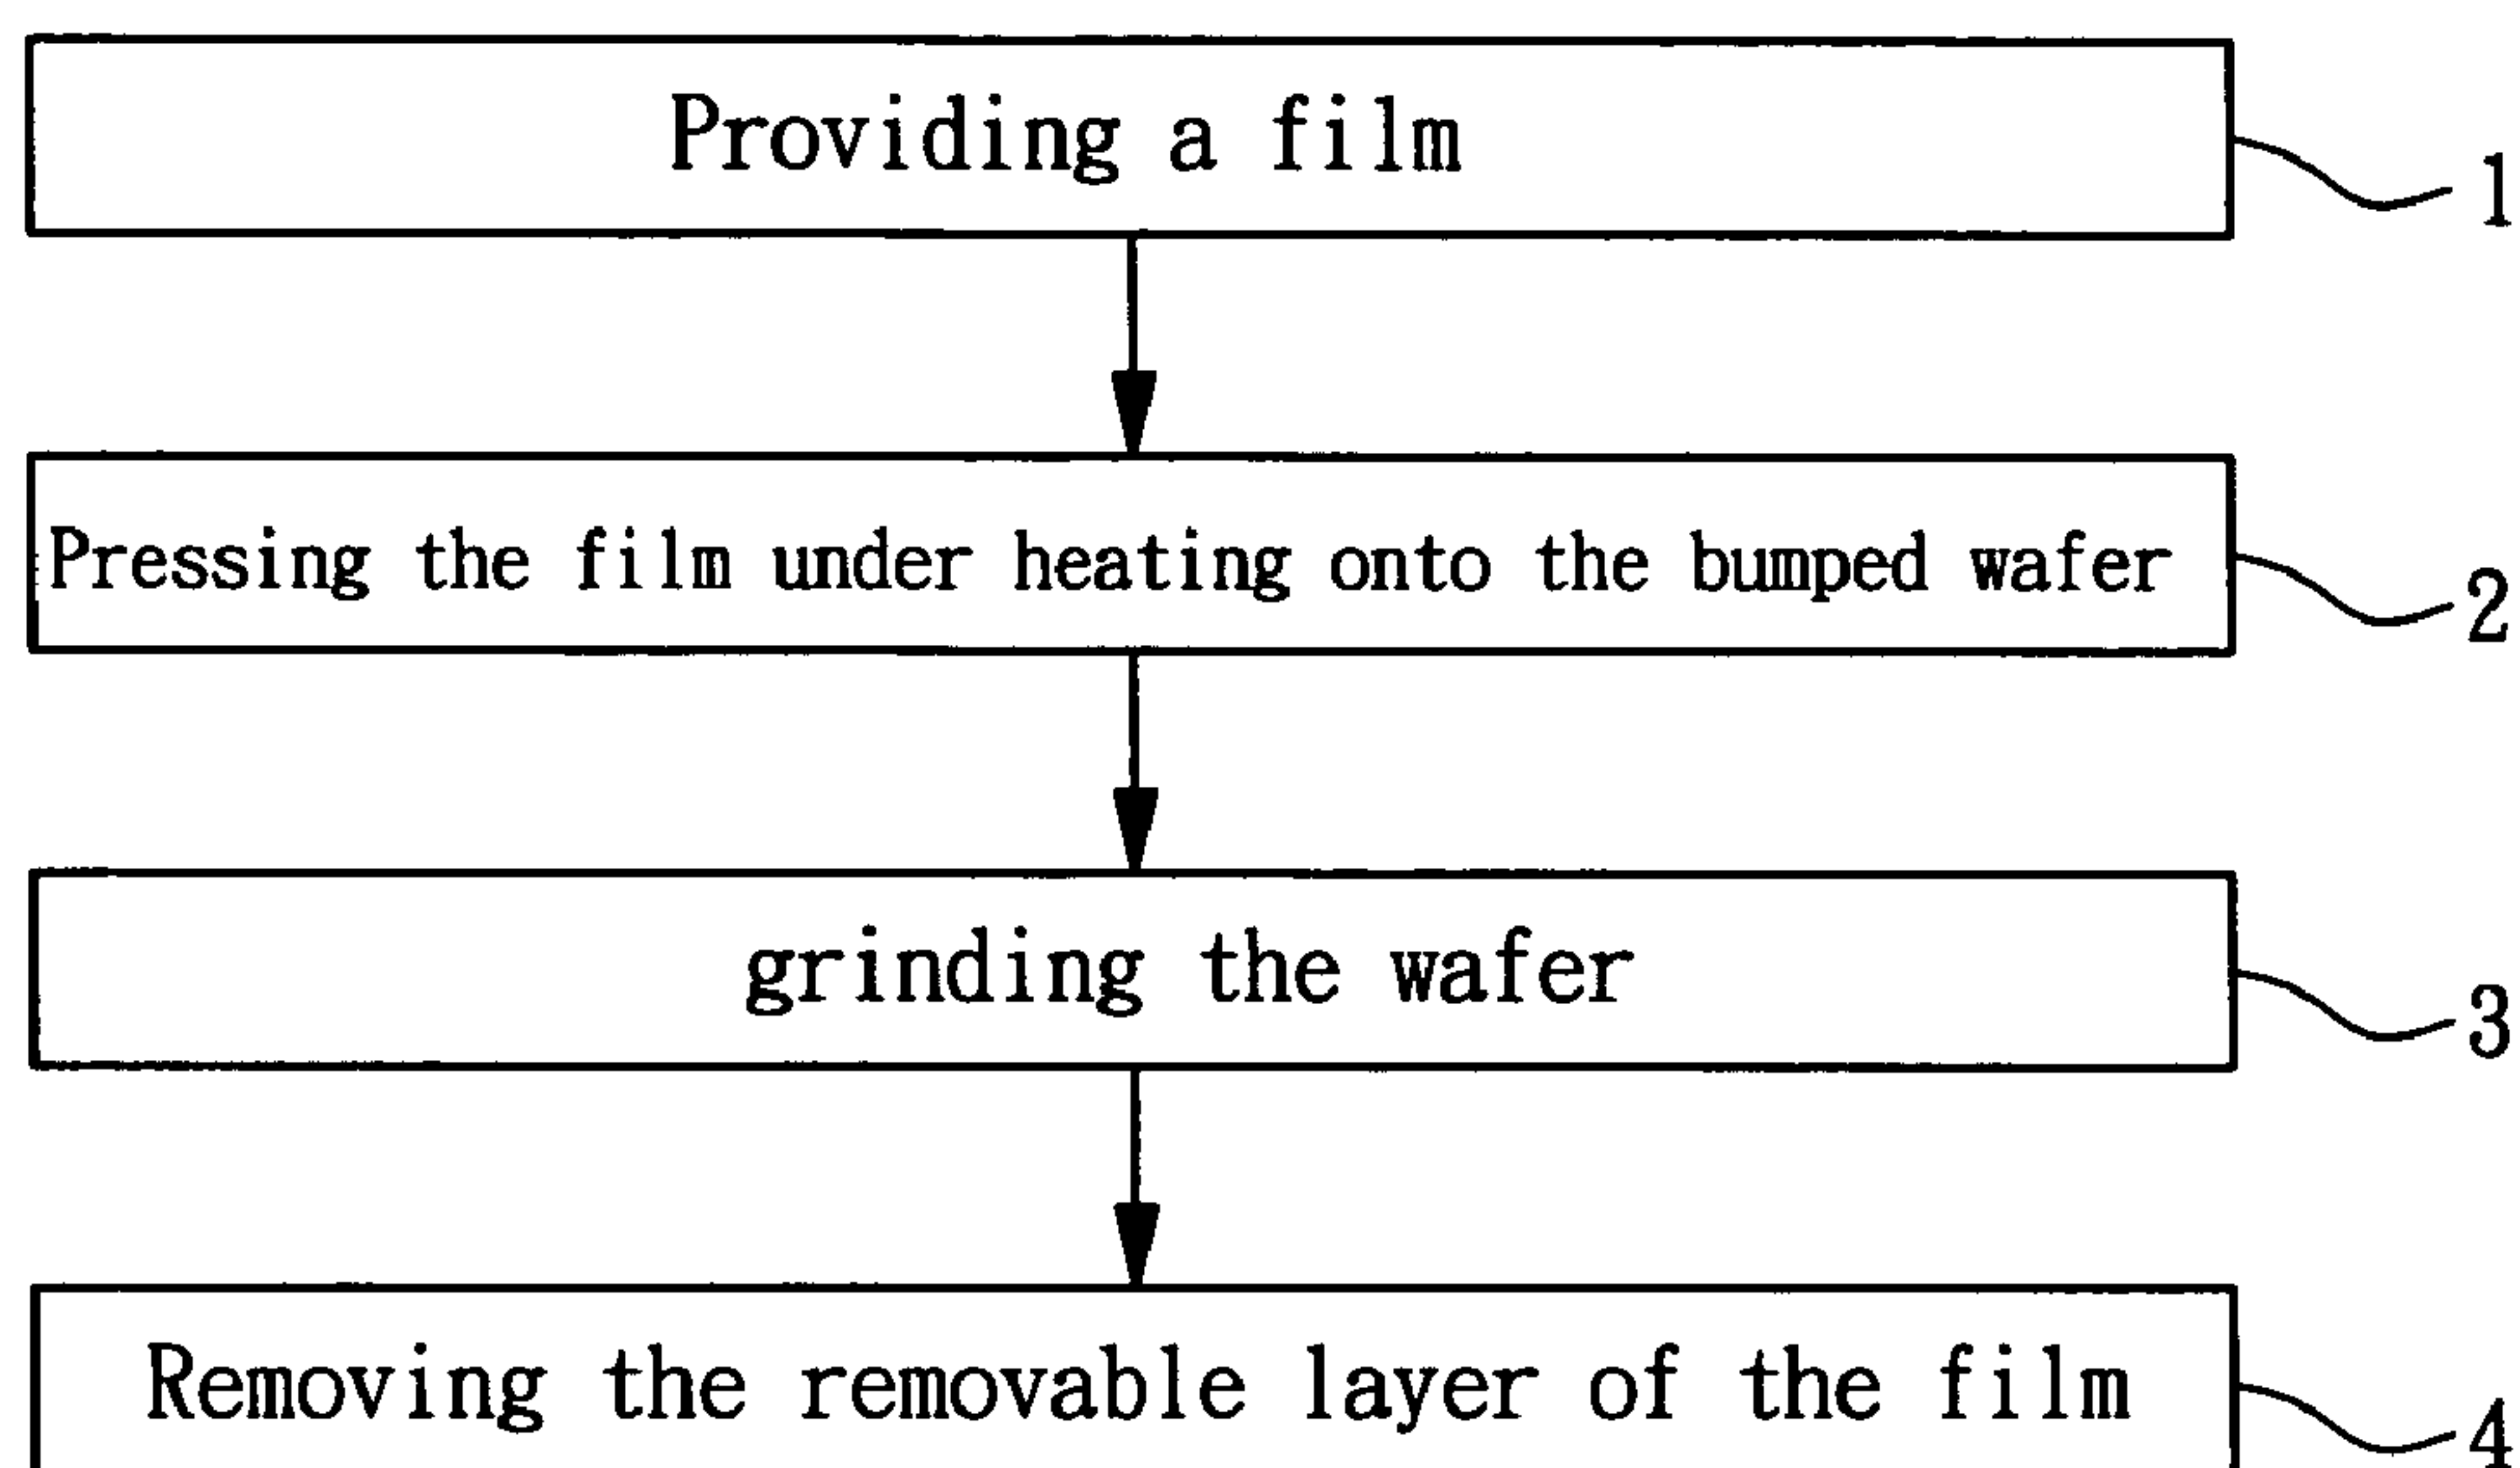 Providing a film
1
Pressing the film under heating onto the bumped wafer
2
grinding the wafer
3
Removing the removable layer of the film
4